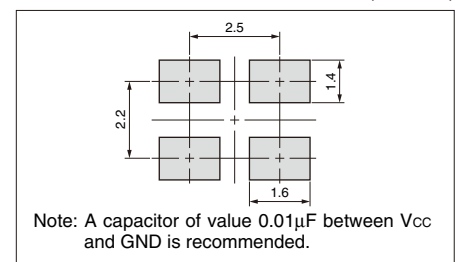 2.5
1.4
2.2
1.6
Note: A capacitor of value 0.01µF between Vcc
and GND is recommended.